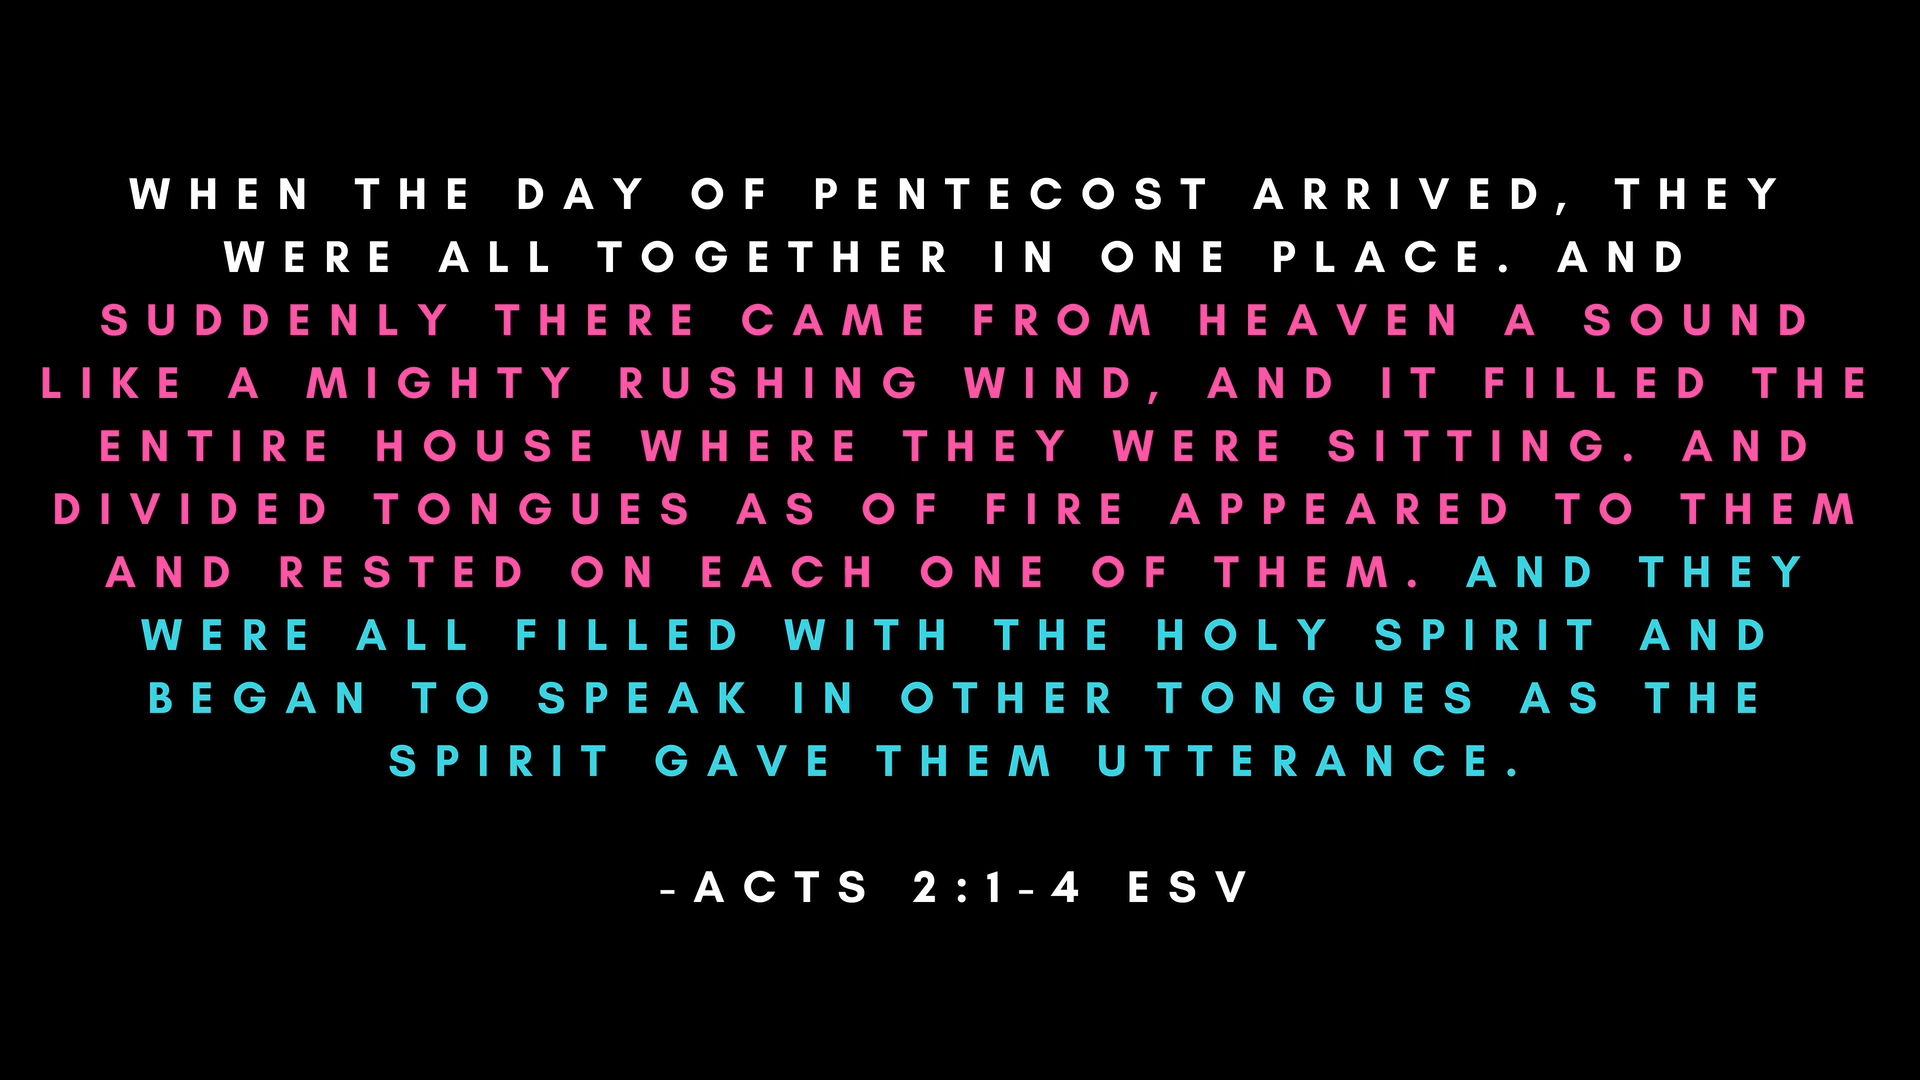 WHEN THE DAY OF PENTECOST ARRIVED, THEY
WERE ALL TOGETHER IN ONE PLACE. AND
SUDDENLY THERE CAME FROM HEAVEN A SOUND
LIKE A MIGHTY RUSHING WIND, AND IT FILLED THE
ENTIRE HOUSE WHERE THEY WERE SITTING. AND
DIVIDED TONGUES AS OF FIRE APPEARED TO THEM
AND RESTED ON EACH ONE OF THEM. AND THEY
WERE ALL FILLED WITH THE HOLY SPIRIT AND
BEGAN TO SPEAK IN OTHER TONGUES AS THE
SPIRIT GAVE THEM UTTERANCE.
-ACTS 2:1-4 ESV